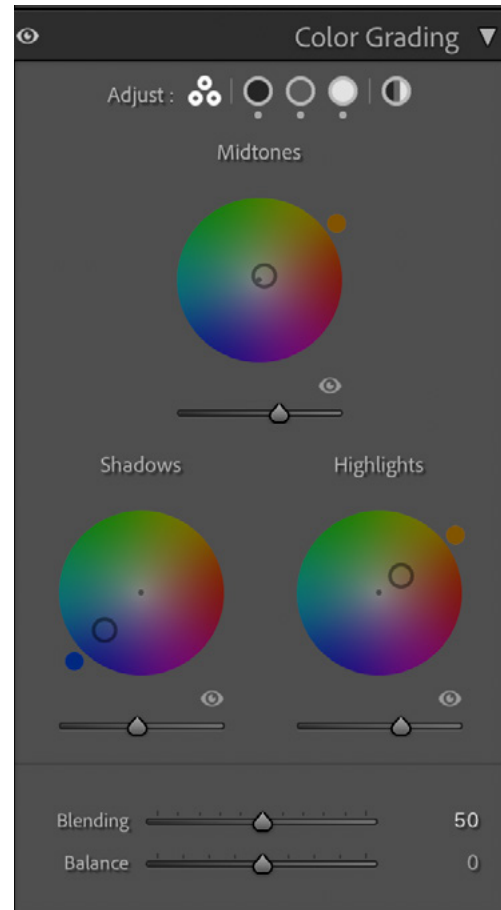 Color Grading
Adjust :
Midtones
Shadows Highlights
Blending 50
Balance 0